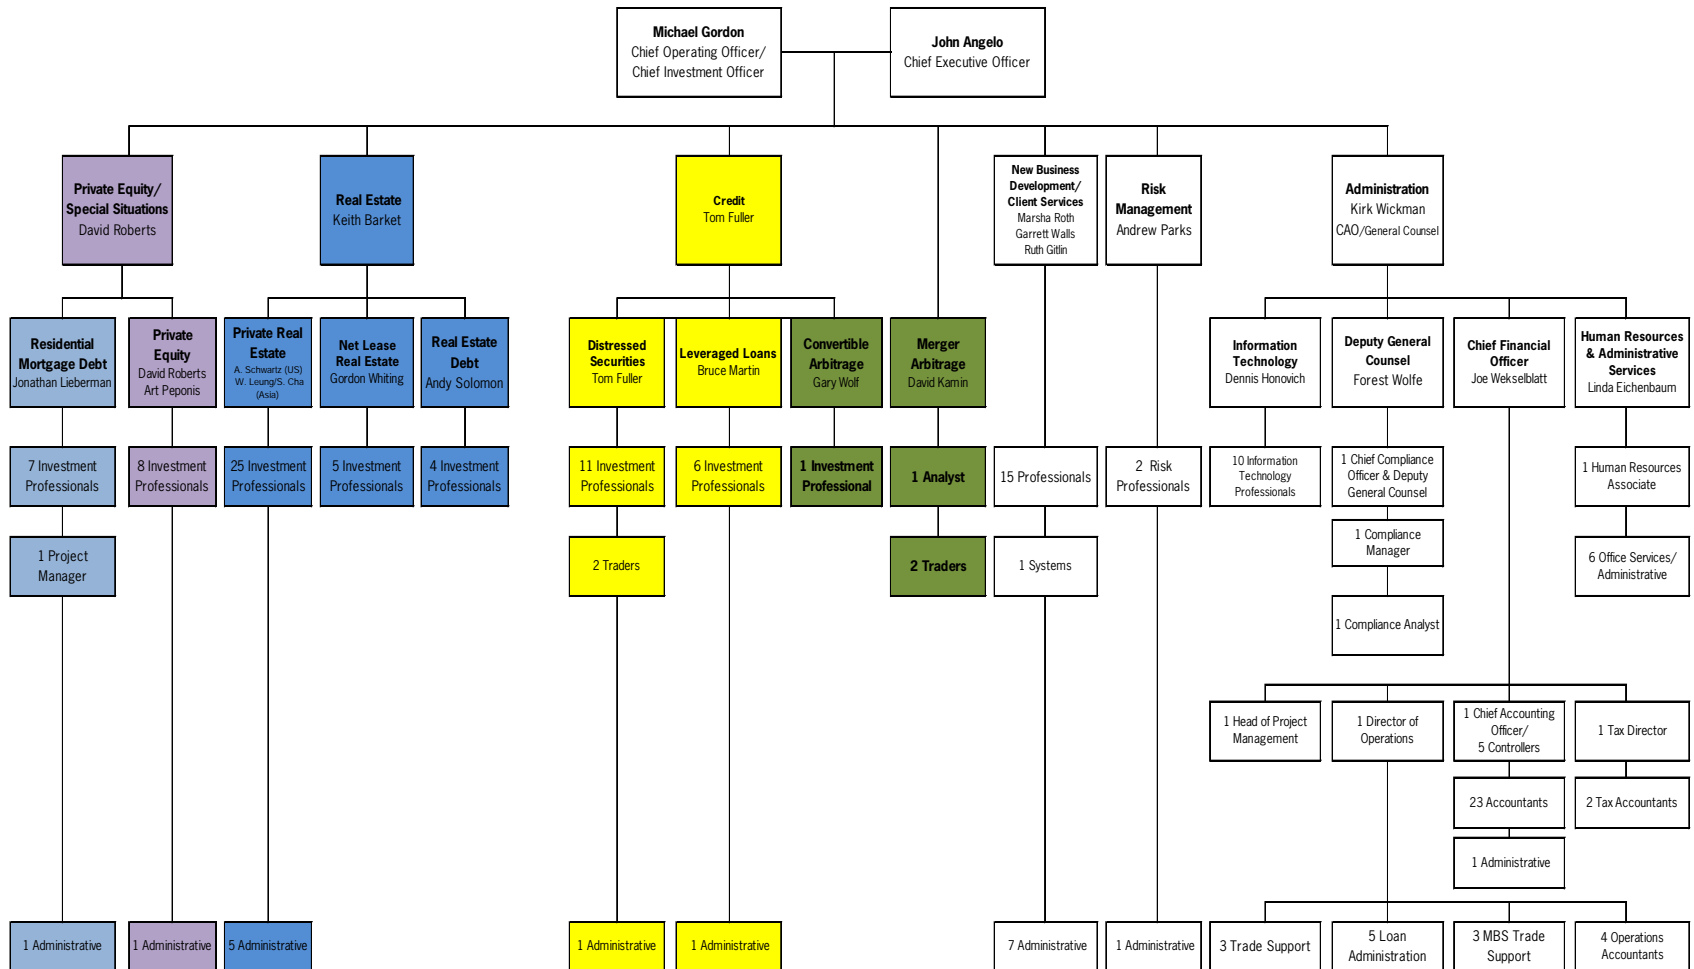 Michael Gordon
Chief Operating Officer/
Chief Investment Officer
John Angelo
Chief Executive Officer
Private Equity/
Special Situations
David Roberts
Real Estate
Keith Barket
Credit
Tom Fuller
New Business
Development/
Client Services
Marsha Roth
Garrett Walls
Ruth Gitlin
Risk
Management
Andrew Parks
Administration
Kirk Wickman
CAO/General Counsel
Residential
Mortgage Debt
Jonathan Lieberman
Private
Equity
David Roberts
Art Peponis
Private Real
Estate
A. Schwartz (US)
W. Leung/S. Cha
(Asia)
Net Lease
Real Estate
Gordon Whiting
Real Estate
Debt
Andy Solomon
Distressed
Securities
Tom Fuller
Leveraged Loans
Bruce Martin
Convertible
Arbitrage
Gary Wolf
Merger
Arbitrage
David Kamin
Information
Technology
Dennis Honovich
Deputy General
Counsel
Forest Wolfe
Chief Financial
Officer
Joe Wekselblatt
Human Resources
& Administrative
Services
Linda Eichenbaum
7 Investment
Professionals
8 Investment
Professionals
25 Investment
Professionals
5 Investment
Professionals
4 Investment
Professionals
11 Investment
Professionals
6 Investment
Professionals
1 Investment
Professional
1 Analyst
15 Professionals
2 Risk
Professionals
10 Information
Technology
Professionals
1 Chief Compliance
Officer & Deputy
General Counsel
1 Human Resources
Associate
1 Project
Manager
2 Traders
2 Traders
1 Systems
1 Compliance
Manager
6 Office Services/
Administrative
1 Compliance Analyst
1 Head of Project
Management
1 Director of
Operations
1 Chief Accounting
Officer/
5 Controllers
1 Tax Director
23 Accountants
2 Tax Accountants
1 Administrative
1 Administrative
1 Administrative
5 Administrative
1 Administrative
1 Administrative
7 Administrative
1 Administrative
3 Trade Support
5 Loan
Administration
3 MBS Trade
Support
4 Operations
Accountants